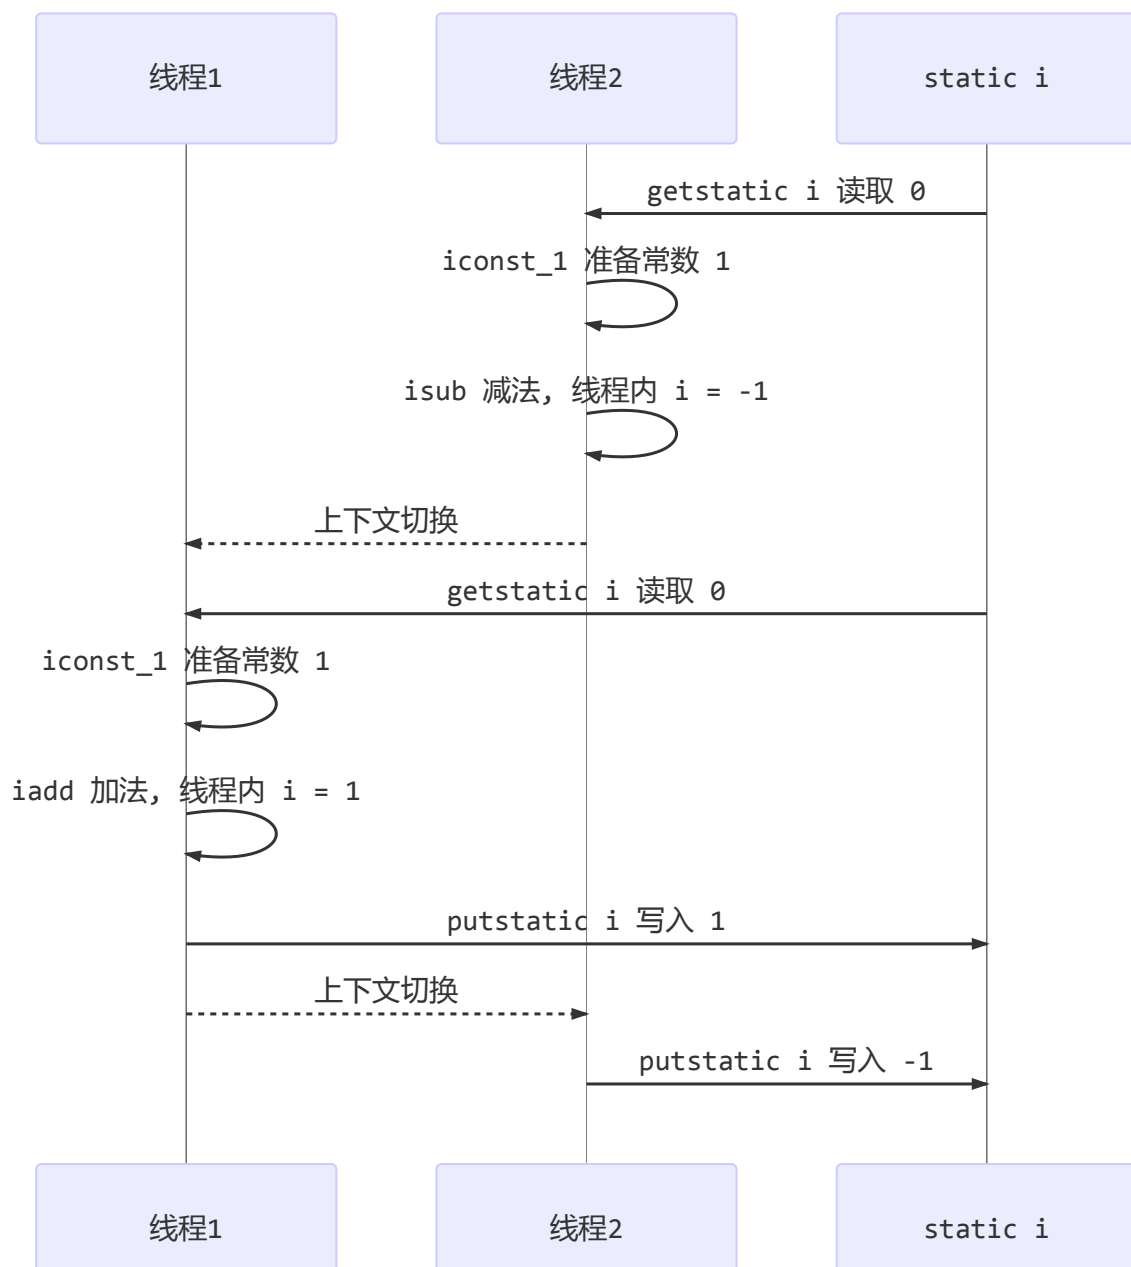 线程1
线程2
static i
getstatic i 读取 0
iconst_1 准备常数 1
isub 减法, 线程内 i = -1
上下文切换
getstatic i 读取 0
iconst_1 准备常数 1
iadd 加法, 线程内 i = 1
putstatic i 写入 1
上下文切换
putstatic i 写入 -1
线程1
线程2
static i